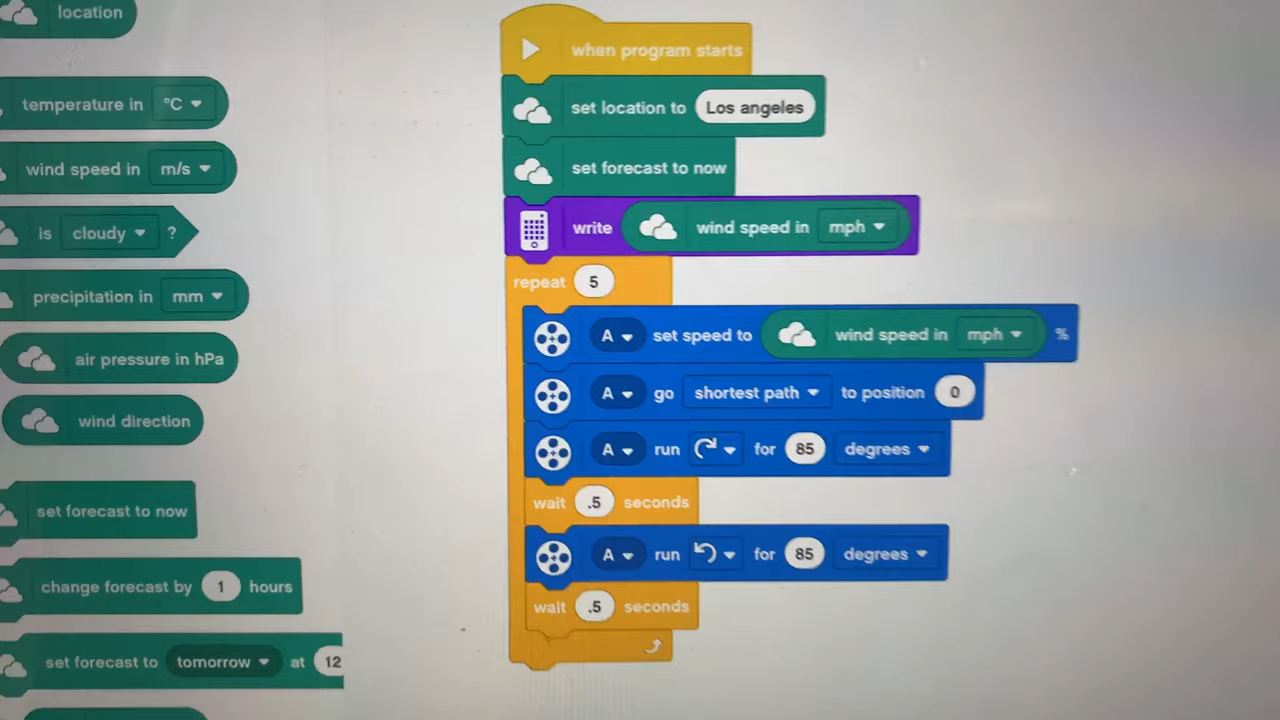 location
temperature in °C
wind speed in m/s
is cloudy ?
precipitation in mm
air pressure in hPa
wind direction
set forecast to now
change forecast by 1 hours
set forecast to tomorrow at 12
when program starts
set location to Los angeles
set forecast to now
write wind speed in mph
repeat 5
A set speed to wind speed in mph %
A go shortest path to position 0
A run for 85 degrees
wait .5 seconds
A run for 85 degrees
wait .5 seconds